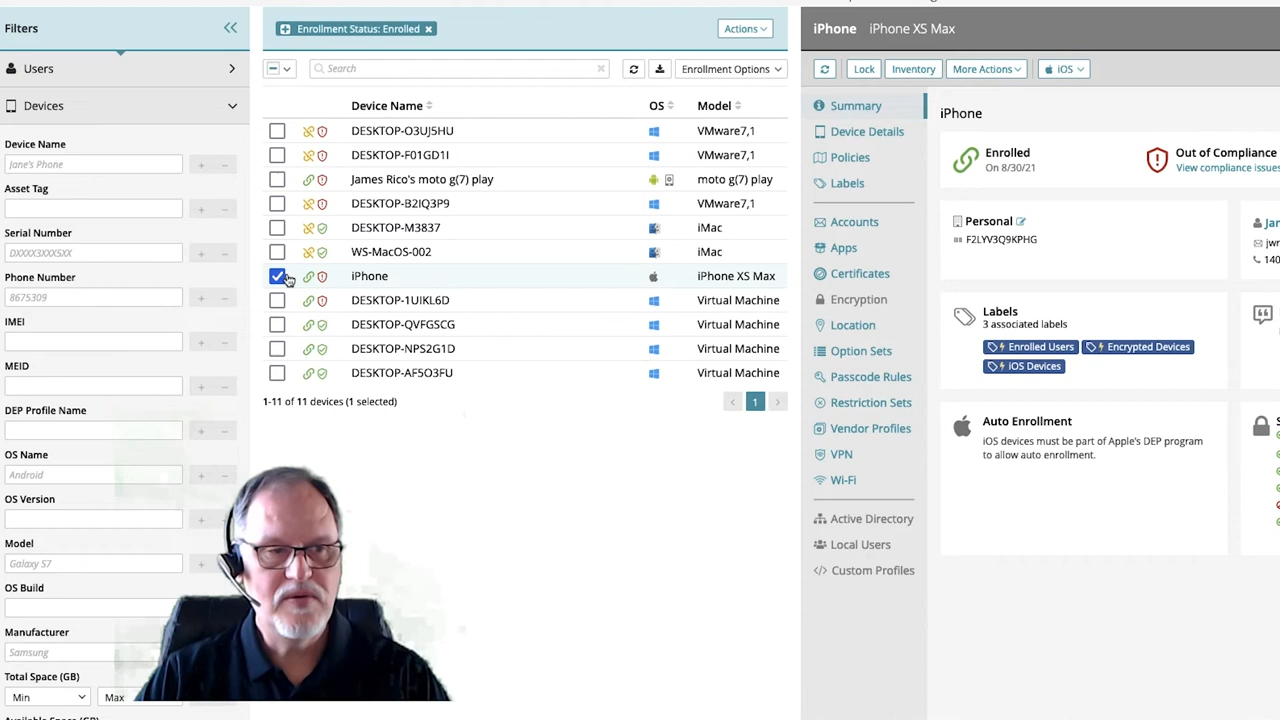 Filters
Users
Devices
Device Name
Jane's Phone
Asset Tag
Serial Number
DXXXX3XXX5XX
Phone Number
8675309
IMEI
MEID
DEP Profile Name
OS Name
Android
OS Version
Model
Galaxy S7
OS Build
Manufacturer
Samsung
Total Space (GB)
Min Max
Available Space (GB)
Enrollment Status: Enrolled Actions
Search Enrollment Options
Device Name OS Model
DESKTOP-O3UJ5HU VMware7,1
DESKTOP-F01GD1I VMware7,1
James Rico's moto g(7) play moto g(7) play
DESKTOP-B2IQ3P9 VMware7,1
DESKTOP-M3837 iMac
WS-MacOS-002 iMac
iPhone iPhone XS Max
DESKTOP-1UIKL6D Virtual Machine
DESKTOP-QVFGSCG Virtual Machine
DESKTOP-NPS2G1D Virtual Machine
DESKTOP-AF5O3FU Virtual Machine
1-11 of 11 devices (1 selected) 1
iPhone iPhone XS Max
Lock Inventory More Actions iOS
Summary
Device Details
Policies
Labels
Accounts
Apps
Certificates
Encryption
Location
Option Sets
Passcode Rules
Restriction Sets
Vendor Profiles
VPN
Wi-Fi
Active Directory
Local Users
Custom Profiles
iPhone
Enrolled
On 8/30/21
Out of Compliance
View compliance issues
Personal
F2LYV3Q9KPHG
Labels
3 associated labels
Enrolled Users Encrypted Devices
iOS Devices
Auto Enrollment
iOS devices must be part of Apple's DEP program
to allow auto enrollment.